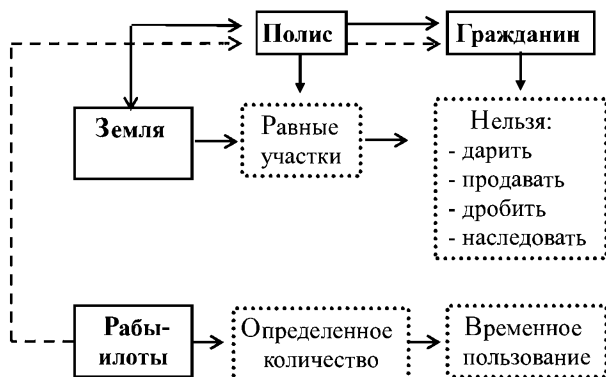 Полис
Гражданин
Земля
Равные
участки
Нельзя:
- дарить
- продавать
- дробить
- наследовать
Рабы-
илоты
Определенное
количество
Временное
пользование